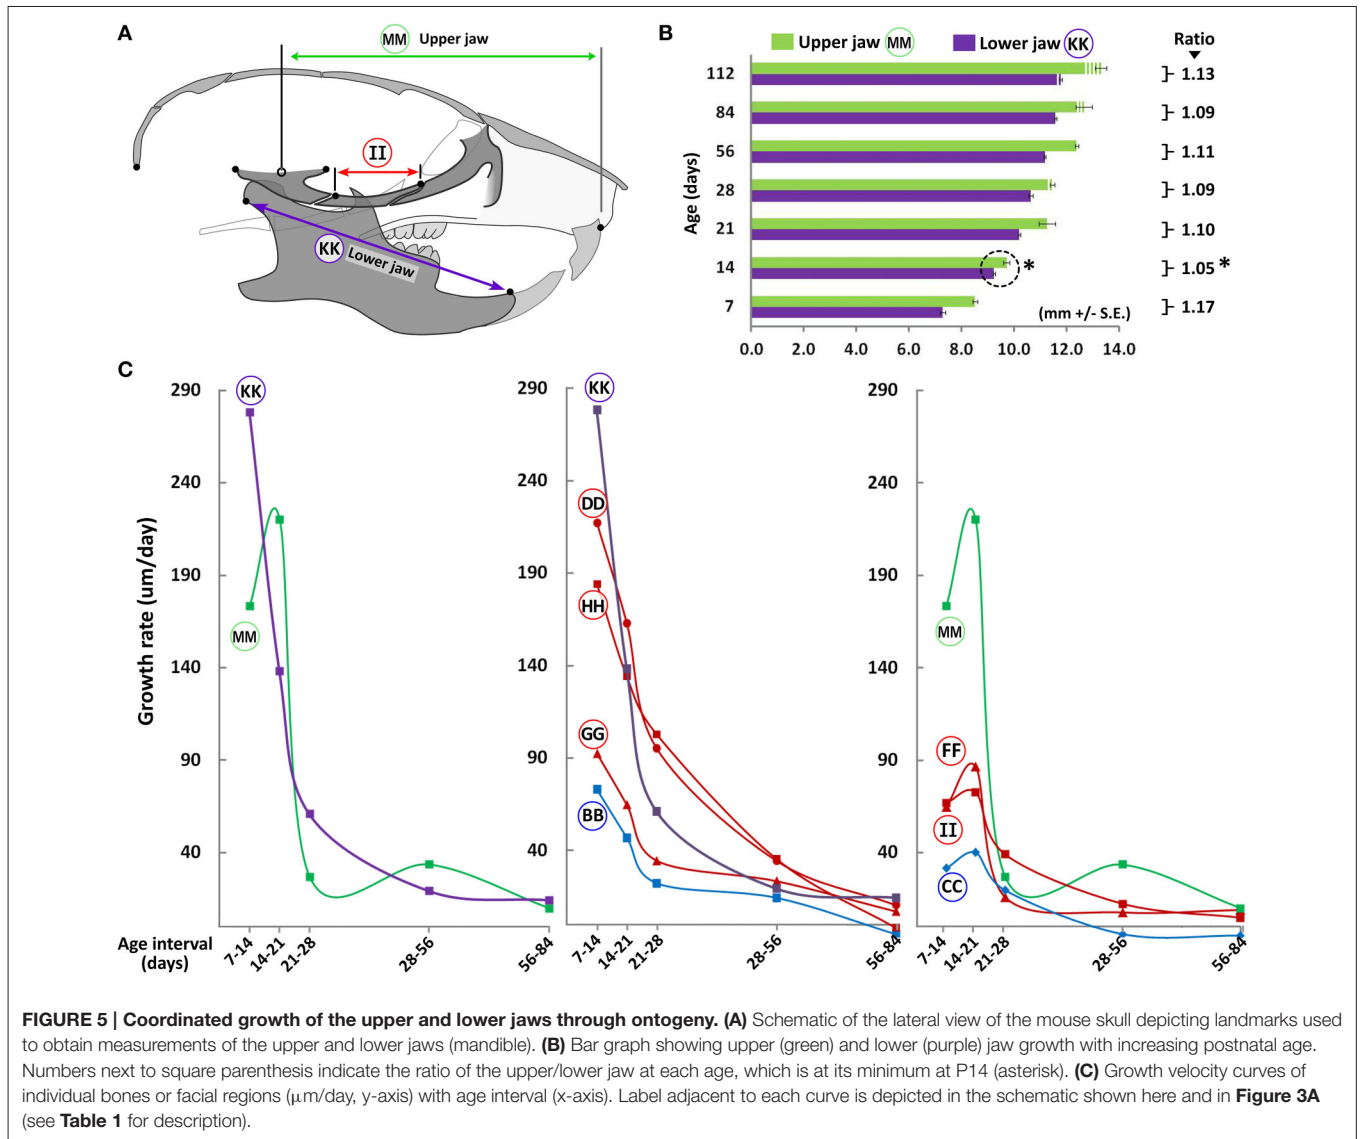 A
MM Upper jaw
II
KK Lower jaw
B
Upper jaw MM Lower jaw KK Ratio
Age (days)
112 1.13
84 1.09
56 1.11
28 1.09
21 1.10
14 * 1.05 *
7 (mm +/- S.E.) 1.17
0.0 2.0 4.0 6.0 8.0 10.0 12.0 14.0
C
Growth rate (um/day)
290
240
190
140
90
40
KK
MM
Age interval (days)
7-14 14-21 21-28 28-56 56-84
290
240
190
140
90
40
KK
DD
HH
GG
BB
7-14 14-21 21-28 28-56 56-84
290
240
190
140
90
40
MM
FF
II
CC
7-14 14-21 21-28 28-56 56-84
FIGURE 5 | Coordinated growth of the upper and lower jaws through ontogeny. (A) Schematic of the lateral view of the mouse skull depicting landmarks used
to obtain measurements of the upper and lower jaws (mandible). (B) Bar graph showing upper (green) and lower (purple) jaw growth with increasing postnatal age.
Numbers next to square parenthesis indicate the ratio of the upper/lower jaw at each age, which is at its minimum at P14 (asterisk). (C) Growth velocity curves of
individual bones or facial regions (μm/day, y-axis) with age interval (x-axis). Label adjacent to each curve is depicted in the schematic shown here and in Figure 3A
(see Table 1 for description).